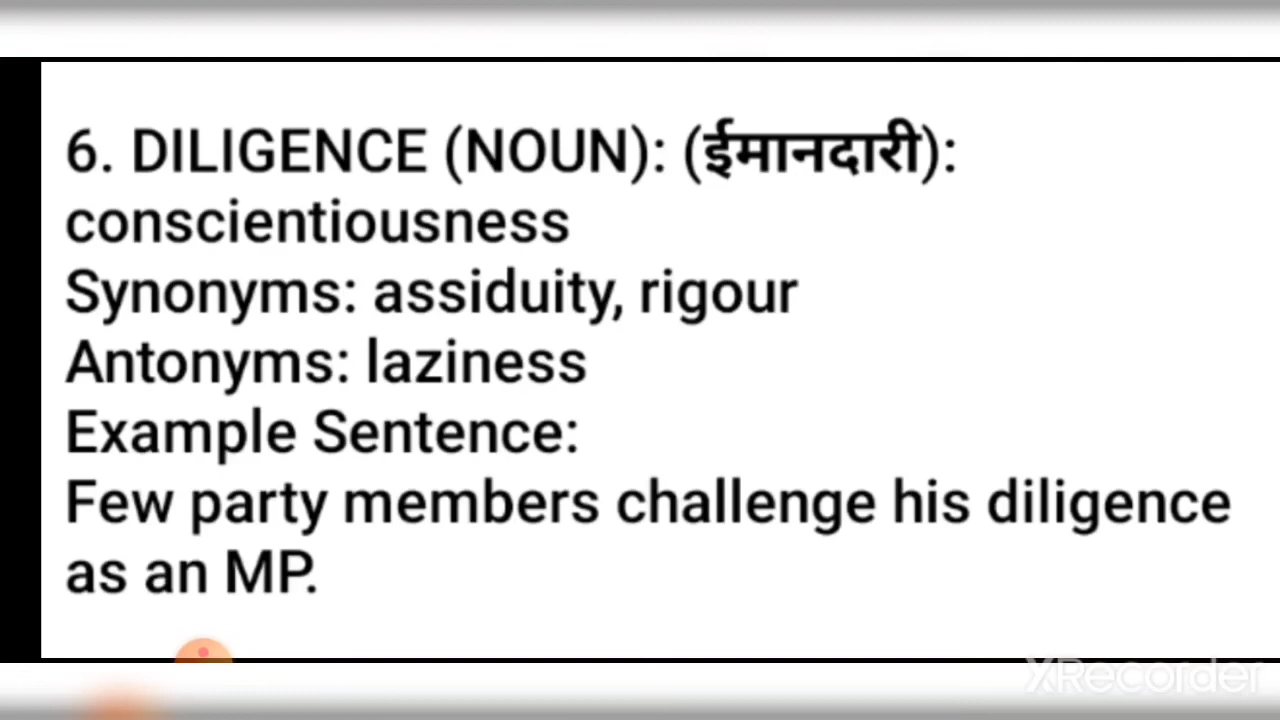 6. DILIGENCE (NOUN): (ईमानदारी):
conscientiousness
Synonyms: assiduity, rigour
Antonyms: laziness
Example Sentence:
Few party members challenge his diligence
as an MP.
XRecorder